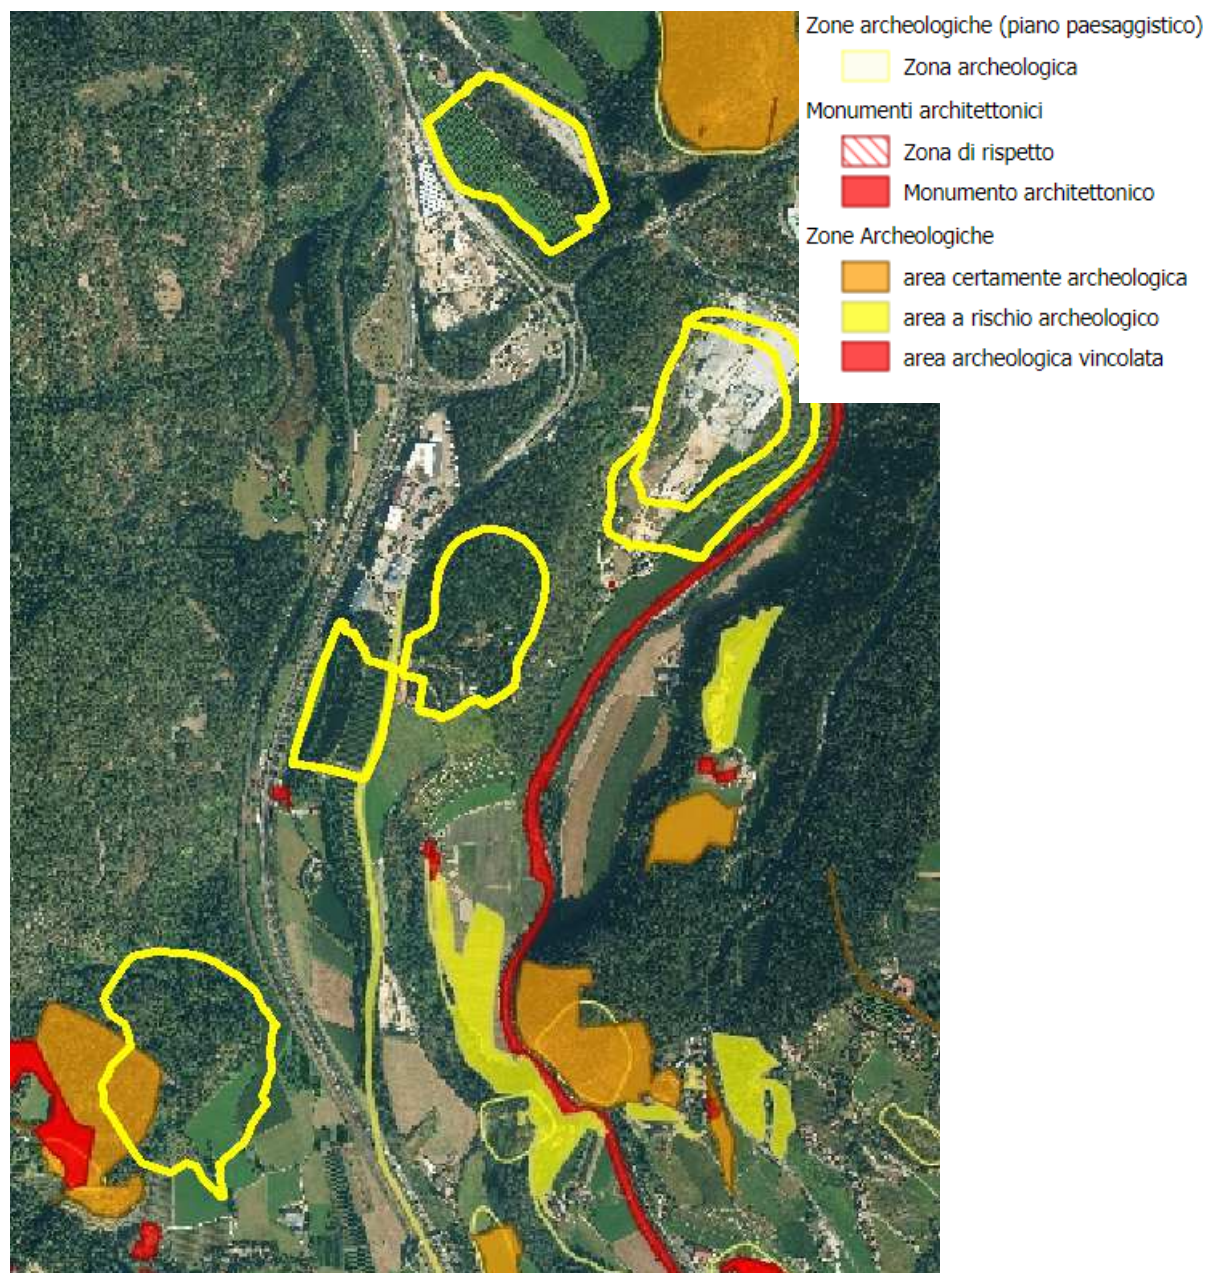 Zone archeologiche (piano paesaggistico)
Zona archeologica
Monumenti architettonici
Zona di rispetto
Monumento architettonico
Zone Archeologiche
area certamente archeologica
area a rischio archeologico
area archeologica vincolata